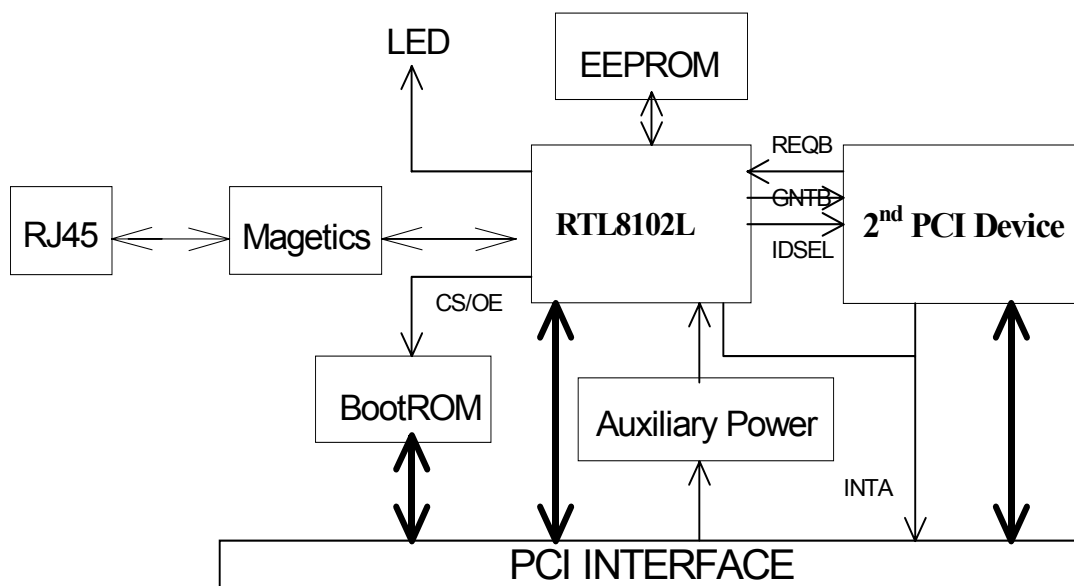 LED
EEPROM
REQB
GNTB
IDSEL
RJ45
Magetics
RTL8102L
2nd PCI Device
CS/OE
BootROM
Auxiliary Power
INTA
PCI INTERFACE